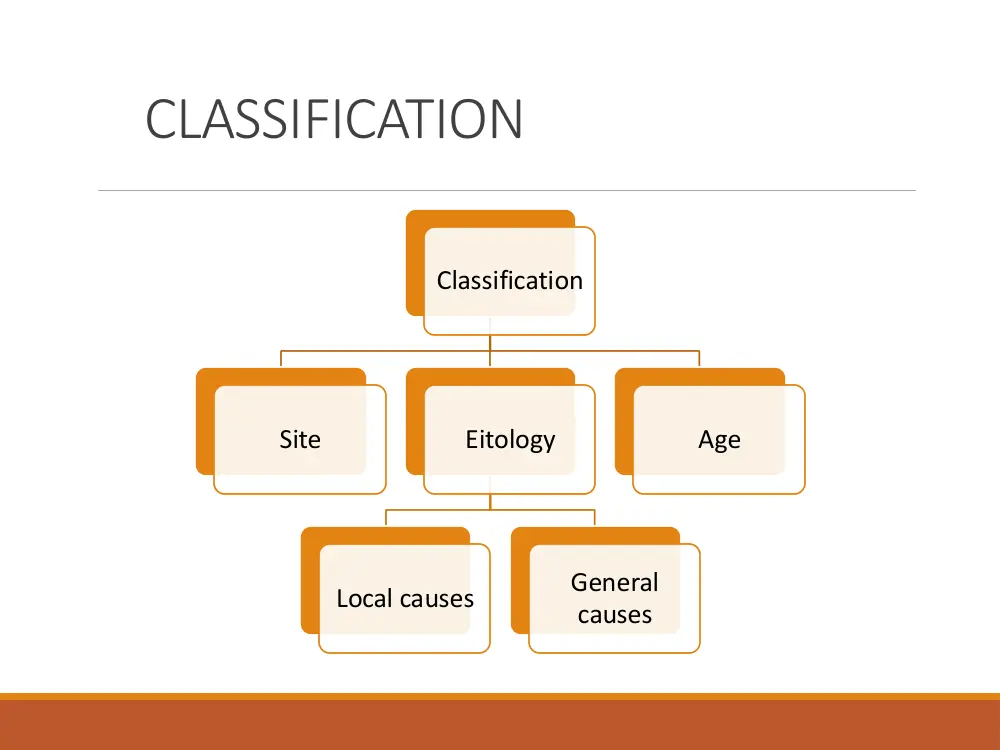 CLASSIFICATION
Classification
Site
Eitology
Age
Local causes
General
causes